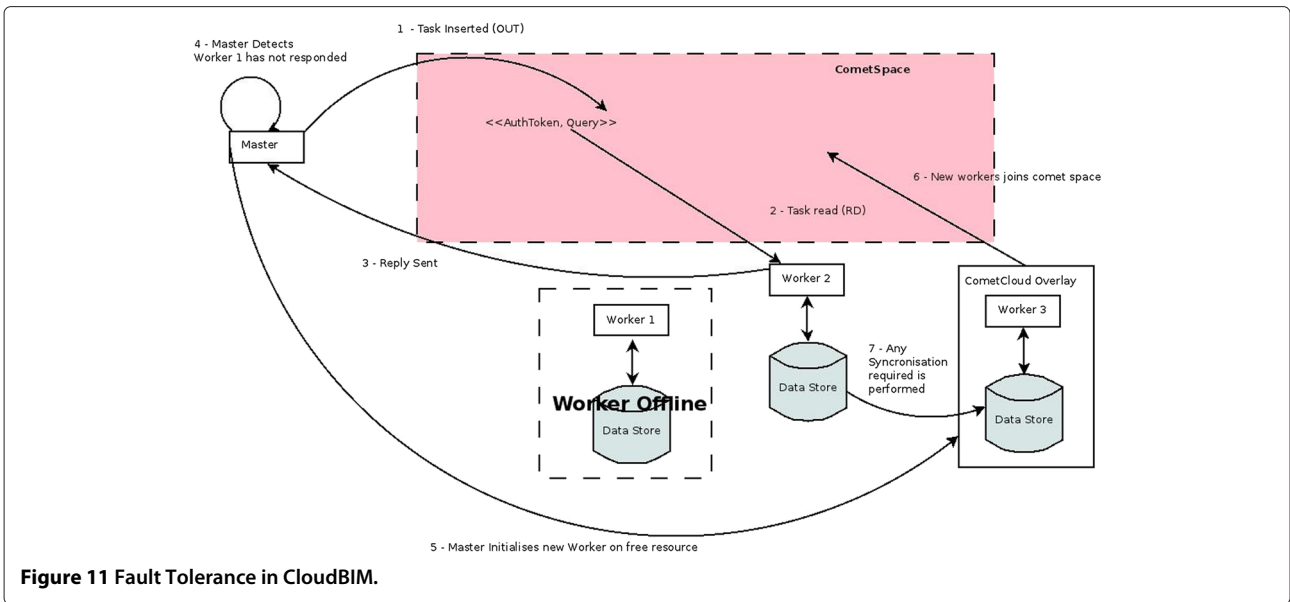 1 - Task Inserted (OUT)
4 - Master Detects
Worker 1 has not responded
CometSpace
<<AuthToken, Query>>
Master
6 - New workers joins comet space
2 - Task read (RD)
3 - Reply Sent
Worker 2
CometCloud Overlay
Worker 1
Worker 3
7 - Any
Syncronisation
required is
performed
Data Store
Worker Offline
Data Store
Data Store
5 - Master Initialises new Worker on free resource
Figure 11 Fault Tolerance in CloudBIM.